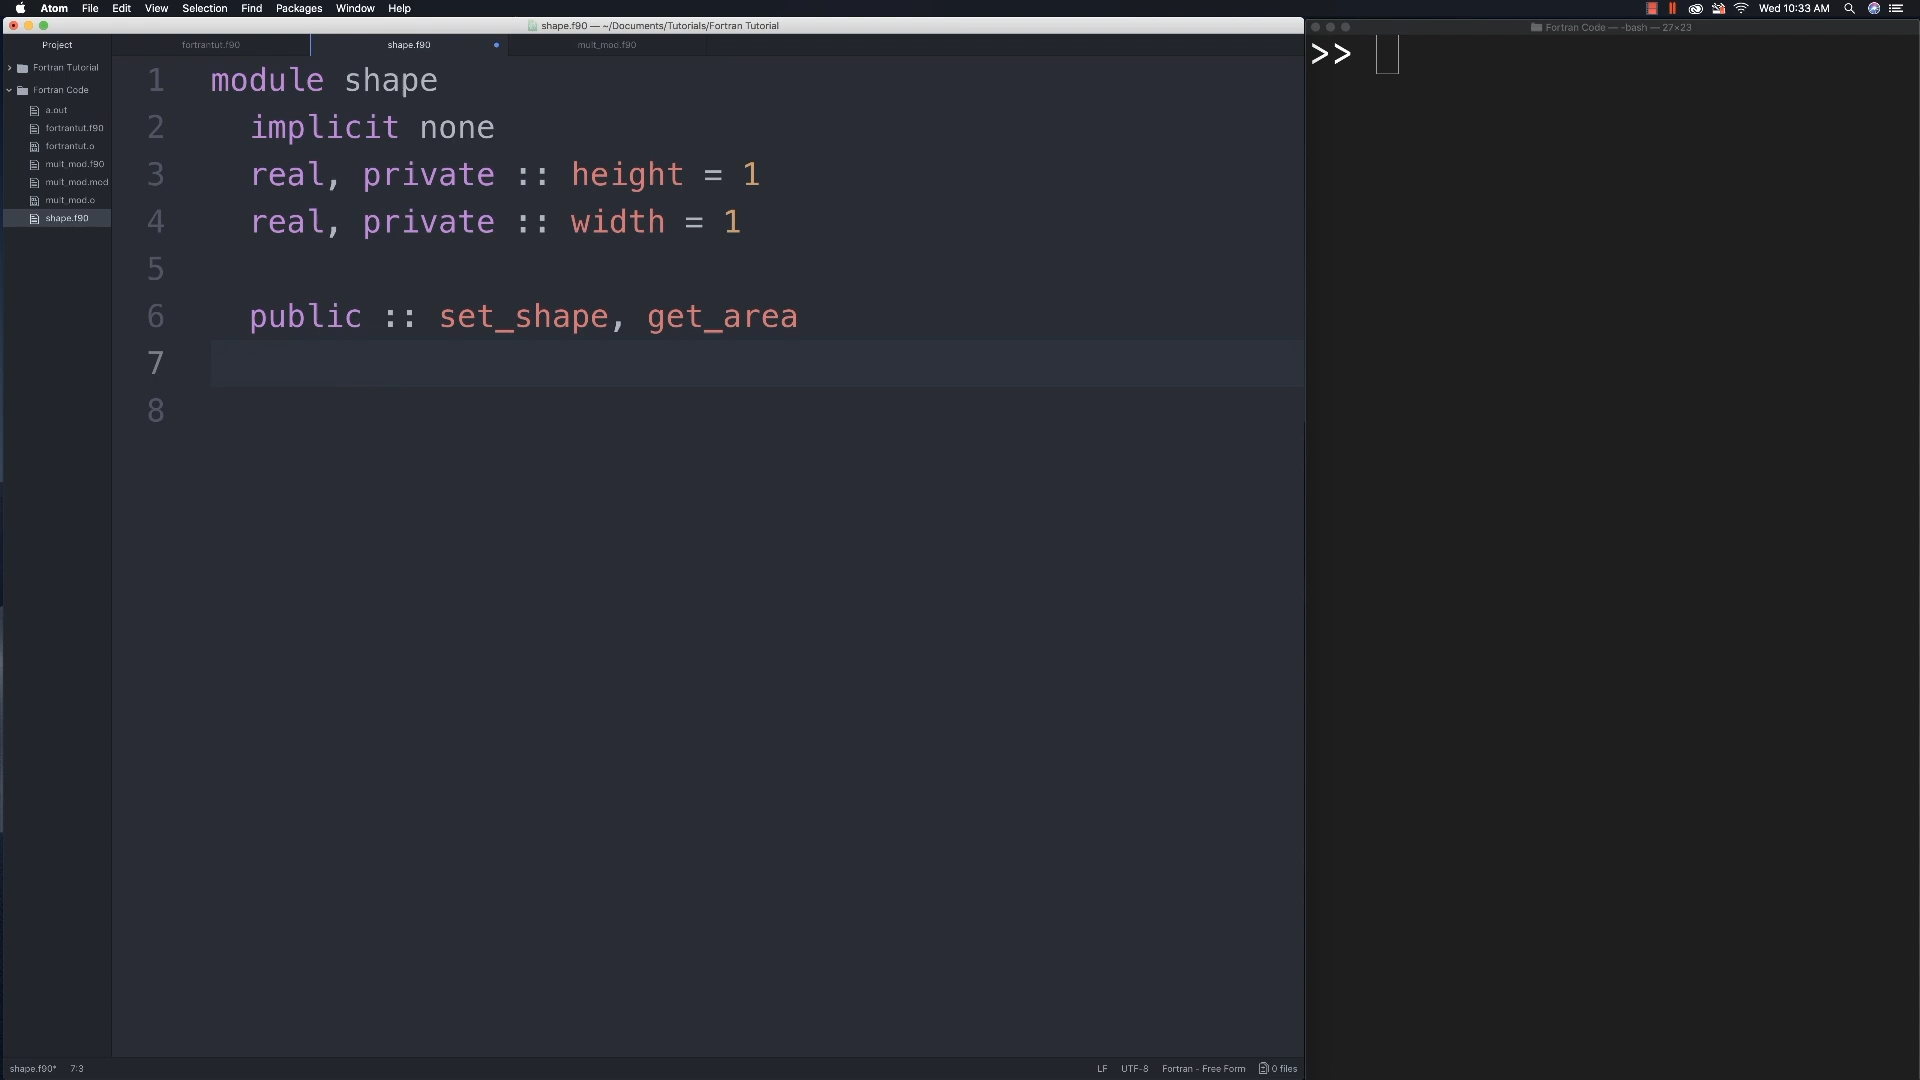 Atom File Edit View Selection Find Packages Window Help
Wed 10:33 AM
shape.f90 — ~/Documents/Tutorials/Fortran Tutorial
Fortran Code — -bash — 27×23
Project
fortrantut.f90
shape.f90
mult_mod.f90
Fortran Tutorial
Fortran Code
a.out
fortrantut.f90
fortrantut.o
mult_mod.f90
mult_mod.mod
mult_mod.o
shape.f90
1 module shape
2 implicit none
3 real, private :: height = 1
4 real, private :: width = 1
5
6 public :: set_shape, get_area
7
8
>>
shape.f90* 7:3
LF UTF-8 Fortran - Free Form 0 files